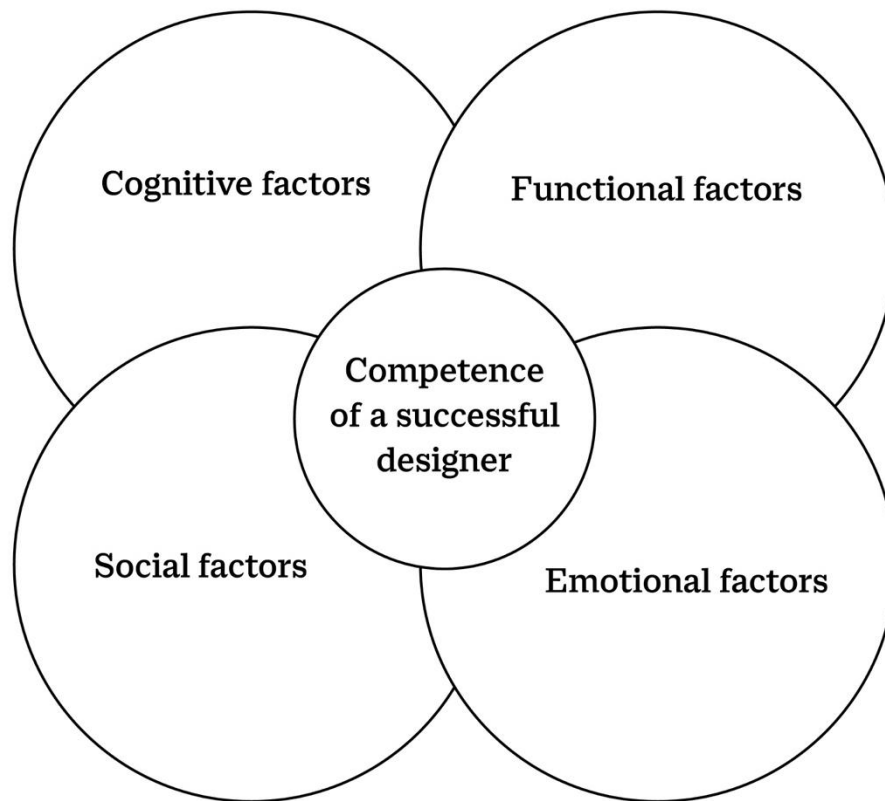 Cognitive factors
Functional factors
Competence
of a successful
designer
Social factors
Emotional factors